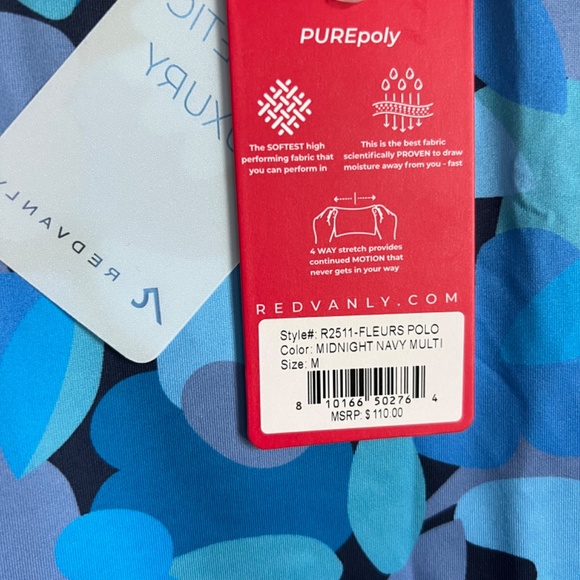 ETIC
UXURY
REDVANLY
PUREpoly
The SOFTEST high
performing fabric that
you can perform in
This is the best fabric
scientifically PROVEN to draw
moisture away from you - fast
4 WAY stretch provides
continued MOTION that
never gets in your way
REDVANLY.COM
Style#: R2511-FLEURS POLO
Color: MIDNIGHT NAVY MULTI
Size: M
8 10166 50276 4
MSRP: $ 110.00